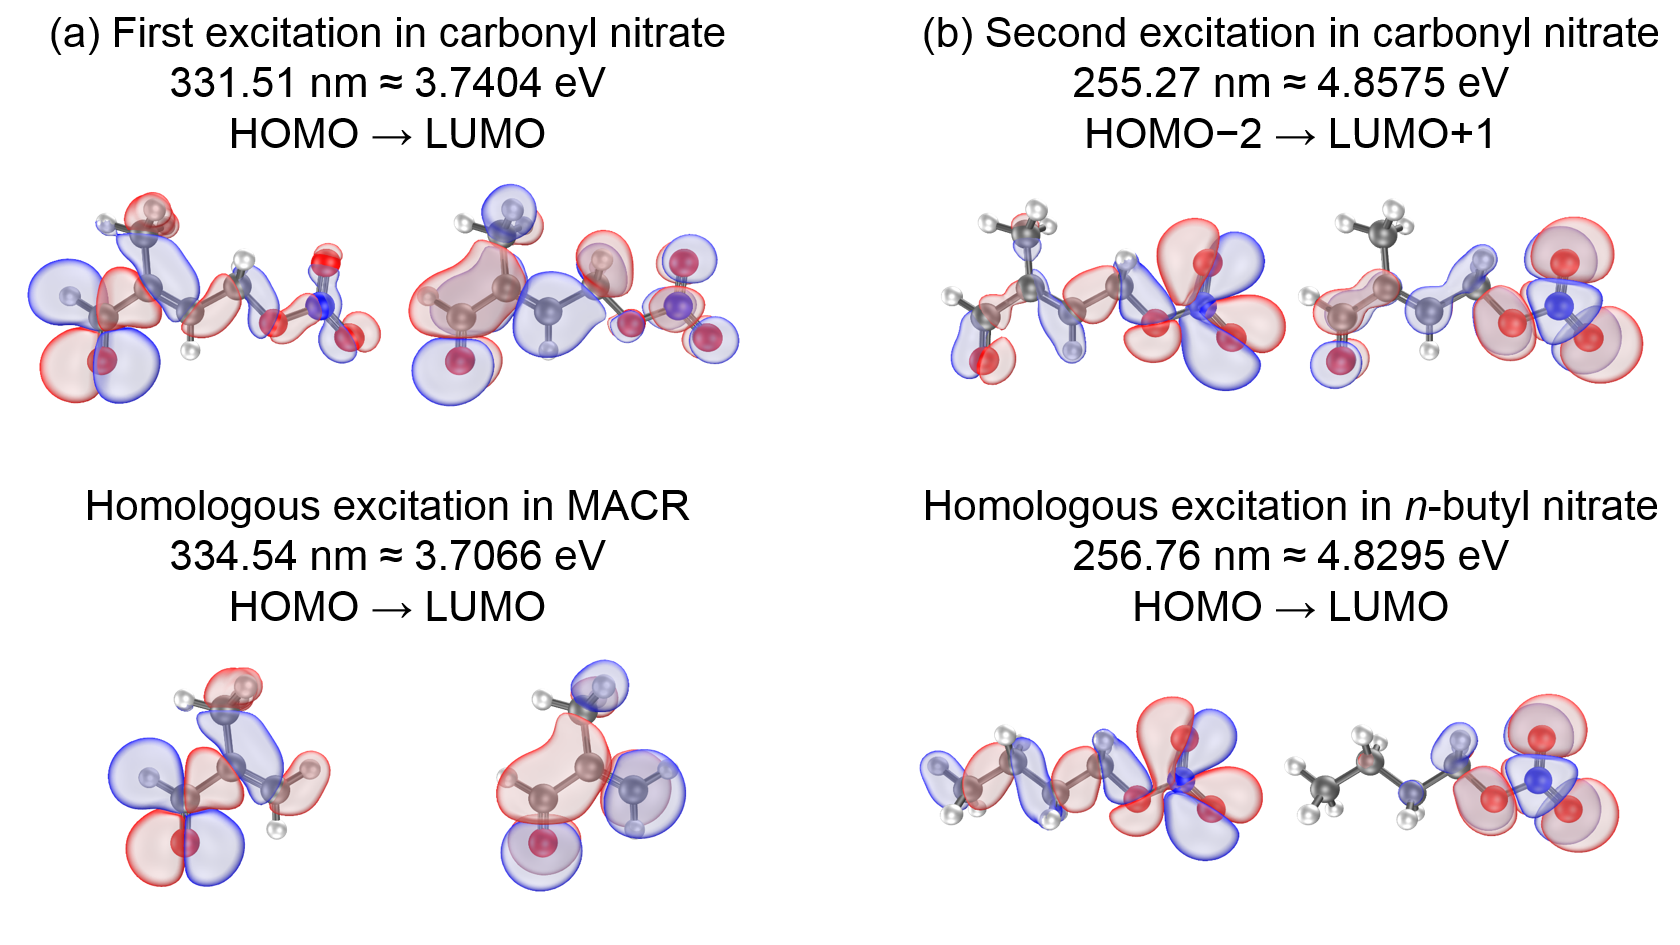 (a) First excitation in carbonyl nitrate
331.51 nm ≈ 3.7404 eV
HOMO → LUMO
(b) Second excitation in carbonyl nitrate
255.27 nm ≈ 4.8575 eV
HOMO−2 → LUMO+1
Homologous excitation in MACR
334.54 nm ≈ 3.7066 eV
HOMO → LUMO
Homologous excitation in n-butyl nitrate
256.76 nm ≈ 4.8295 eV
HOMO → LUMO